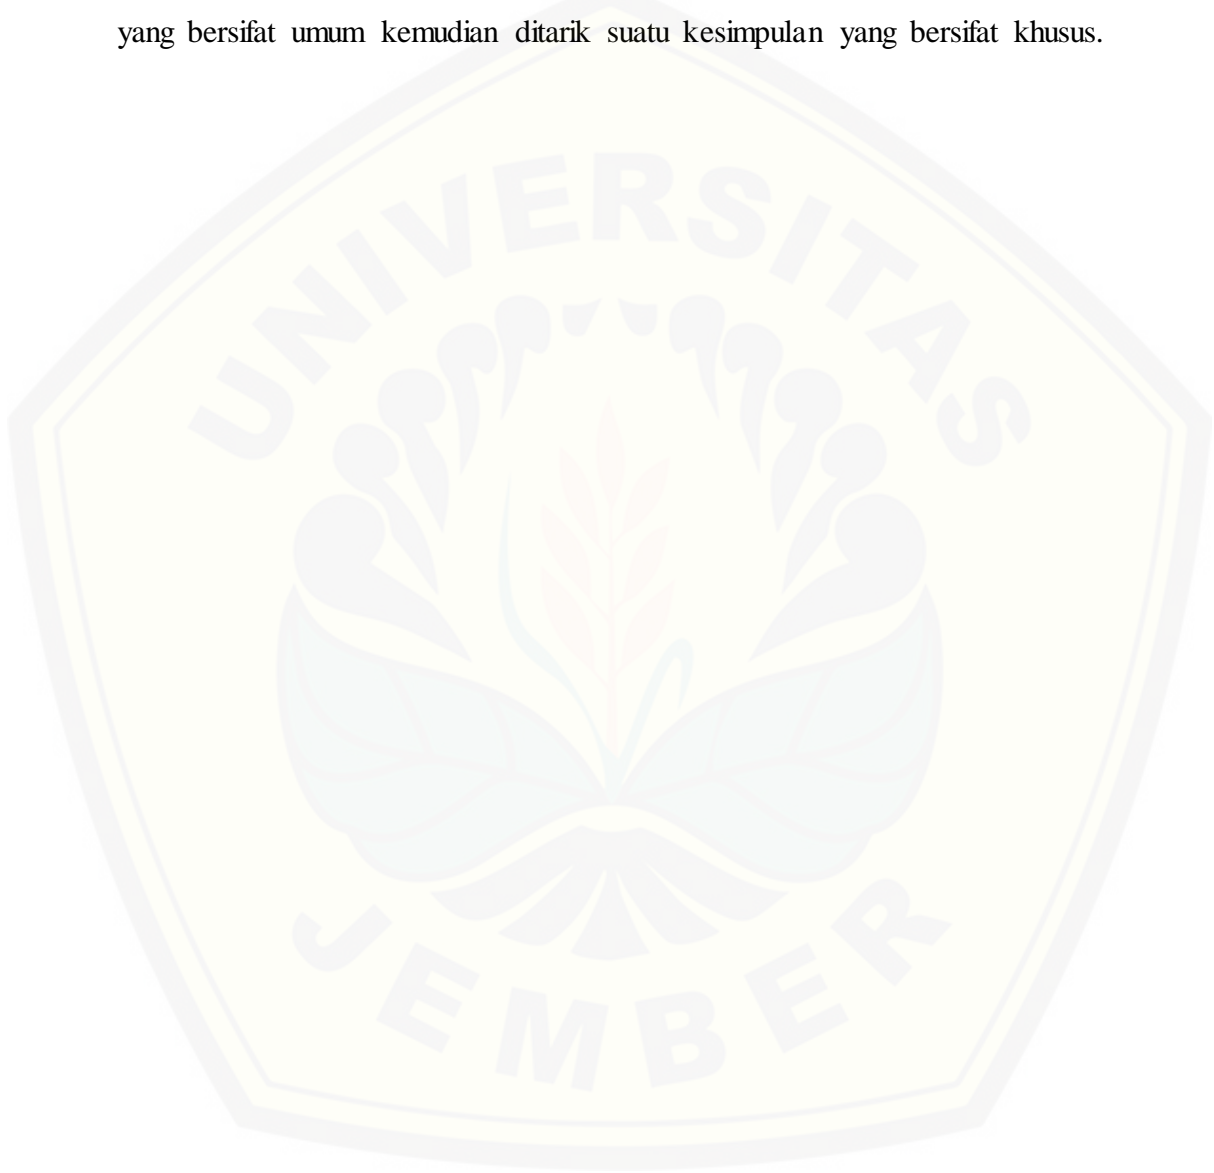 yang bersifat umum kemudian ditarik suatu kesimpulan yang bersifat khusus.
UNIVERSITAS
JEMBER